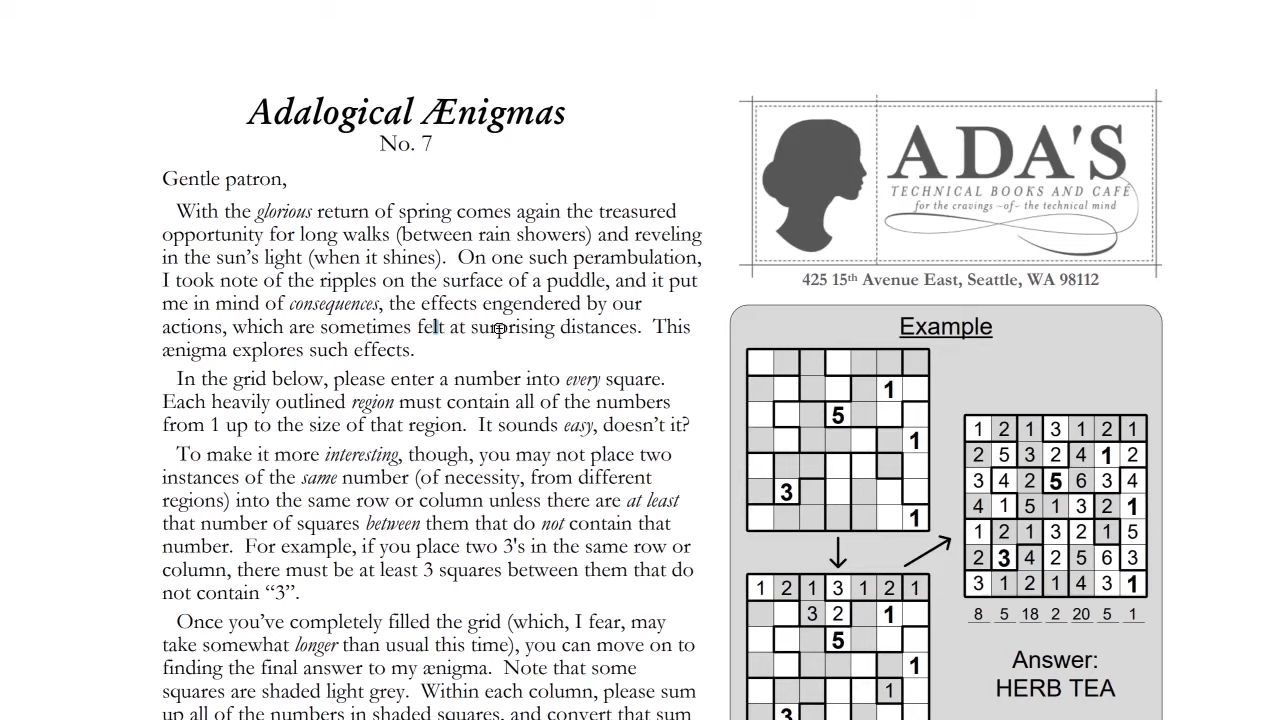 Adalogical Ænigmas
No. 7
Gentle patron,
With the glorious return of spring comes again the treasured
opportunity for long walks (between rain showers) and reveling
in the sun's light (when it shines).  On one such perambulation,
I took note of the ripples on the surface of a puddle, and it put
me in mind of consequences, the effects engendered by our
actions, which are sometimes felt at surprising distances.  This
ænigma explores such effects.
In the grid below, please enter a number into every square.
Each heavily outlined region must contain all of the numbers
from 1 up to the size of that region.  It sounds easy, doesn't it?
To make it more interesting, though, you may not place two
instances of the same number (of necessity, from different
regions) into the same row or column unless there are at least
that number of squares between them that do not contain that
number.  For example, if you place two 3's in the same row or
column, there must be at least 3 squares between them that do
not contain “3”.
Once you've completely filled the grid (which, I fear, may
take somewhat longer than usual this time), you can move on to
finding the final answer to my ænigma.  Note that some
squares are shaded light grey.  Within each column, please sum
up all of the numbers in shaded squares, and convert that sum
ADA'S
TECHNICAL BOOKS AND CAFÉ
for the cravings ~of~ the technical mind
425 15th Avenue East, Seattle, WA 98112
Example
1
5
1
3
1
1 2 1 3 1 2 1
3 2 1
5
1
1
3
1 2 1 3 1 2 1
2 5 3 2 4 1 2
3 4 2 5 6 3 4
4 1 5 1 3 2 1
1 2 1 3 2 1 5
2 3 4 2 5 6 3
3 1 2 1 4 3 1
8 5 18 2 20 5 1
Answer:
HERB TEA